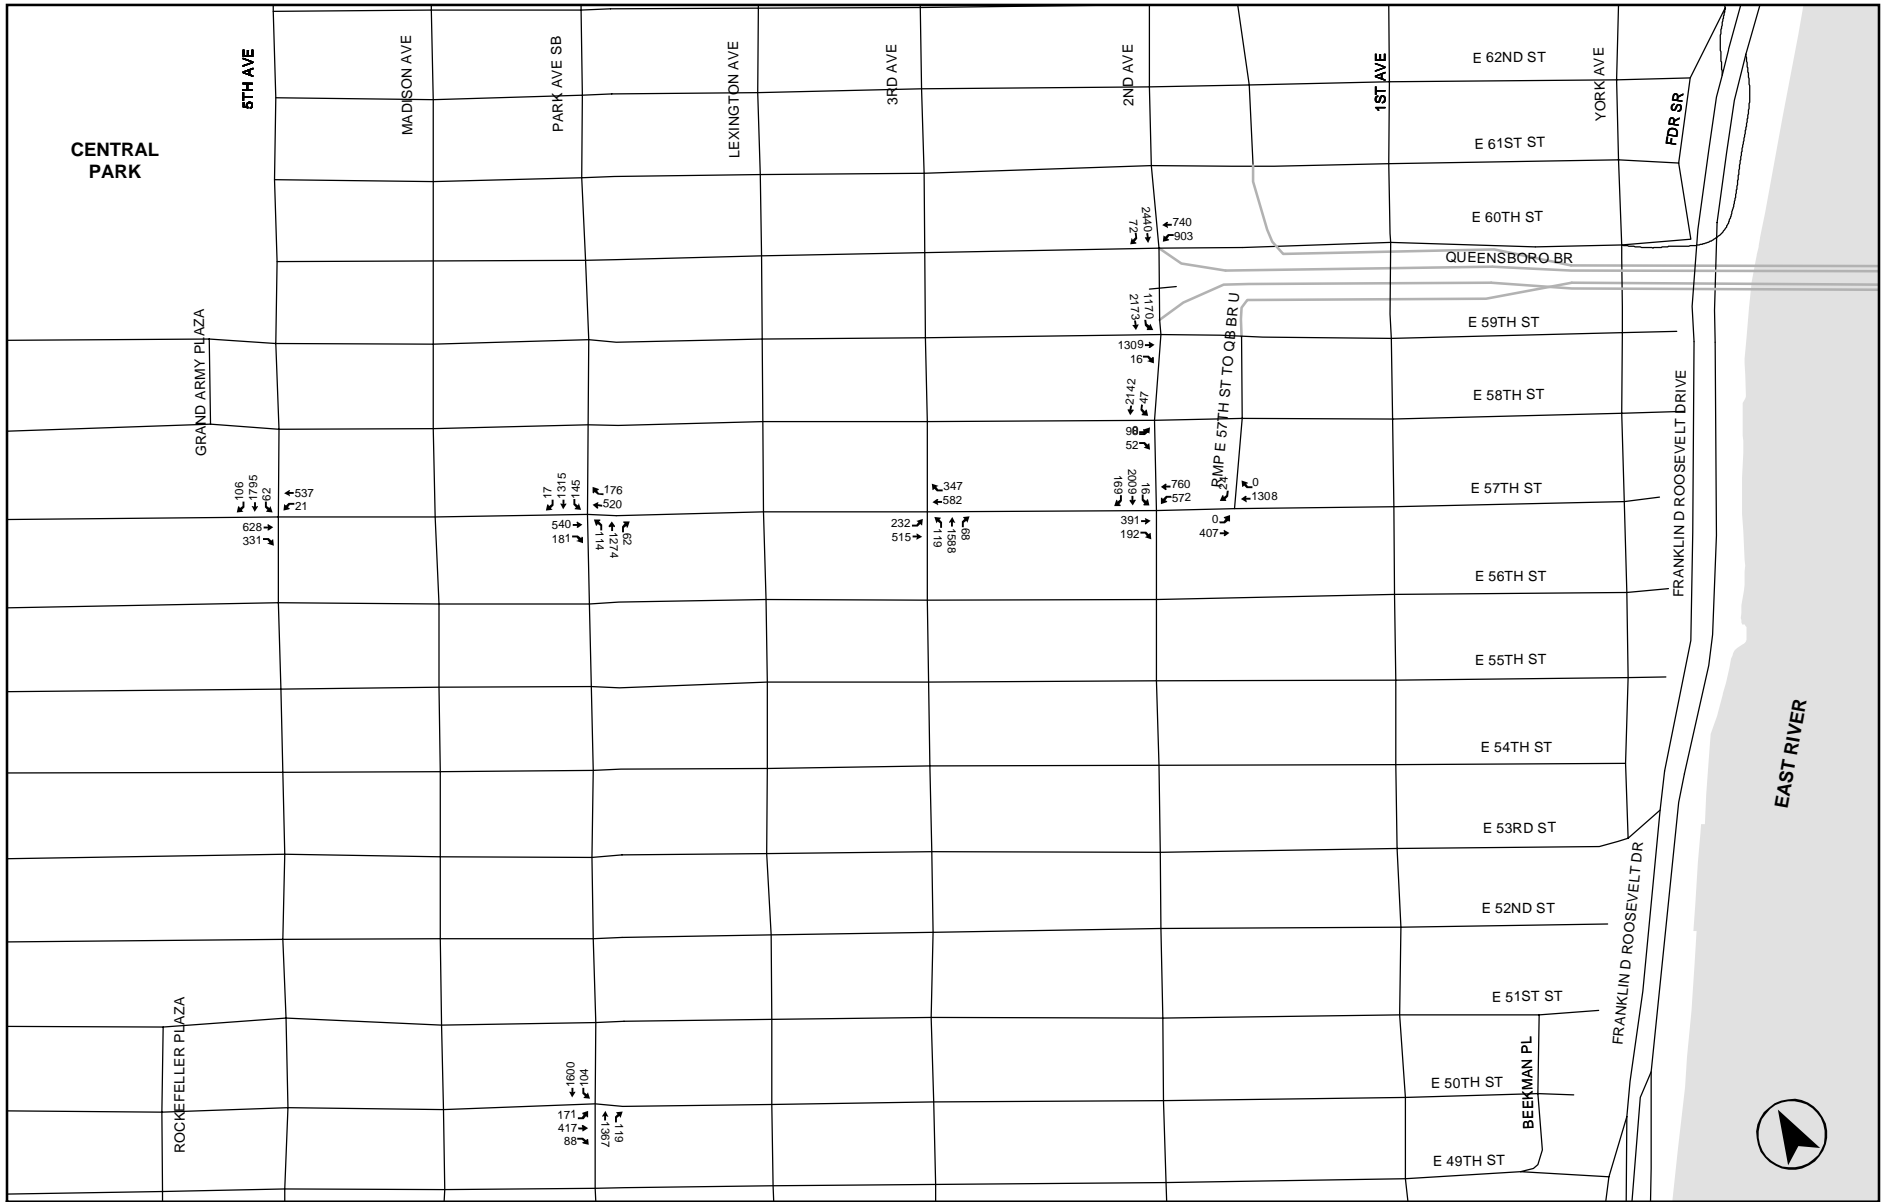 5TH AVE
MADISON AVE
PARK AVE SB
LEXINGTON AVE
3RD AVE
2ND AVE
1ST AVE
YORK AVE
FDR SR
E 62ND ST
E 61ST ST
E 60TH ST
CENTRAL
PARK
2440
72
740
903
QUEENSBORO BR
1170
2173
1309
16
E 59TH ST
GRAND ARMY PLAZA
RMP E 57TH ST TO QB BR U
FRANKLIN D ROOSEVELT DRIVE
2142
47
52
E 58TH ST
106
1795
62
537
21
628
331
17
1315
145
176
520
540
181
114
1274
62
347
582
232
515
119
1588
68
169
2009
16
760
572
391
192
24
0
1308
0
407
E 57TH ST
E 56TH ST
E 55TH ST
E 54TH ST
EAST RIVER
E 53RD ST
FRANKLIN D ROOSEVELT DR
E 52ND ST
E 51ST ST
ROCKEFELLER PLAZA
1600
104
171
417
88
1367
119
E 50TH ST
BEEKMAN PL
E 49TH ST